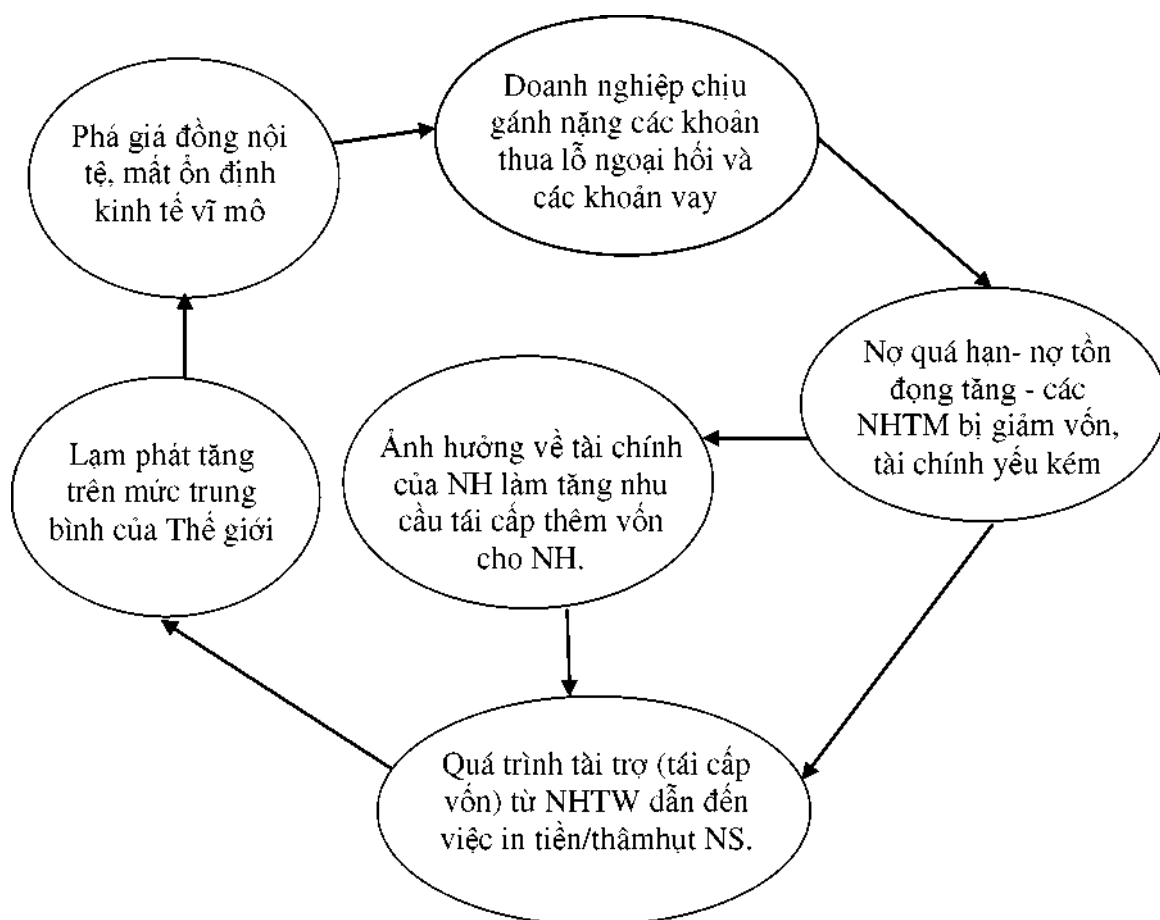 Phá giá đồng nội
tệ, mất ổn định
kinh tế vĩ mô
Doanh nghiệp chịu
gánh nặng các khoản
thua lỗ ngoại hối và
các khoản vay
Nợ quá hạn- nợ tồn
đọng tăng - các
NHTM bị giảm vốn,
tài chính yếu kém
Ảnh hưởng về tài chính
của NH làm tăng nhu
cầu tái cấp thêm vốn
cho NH.
Quá trình tài trợ (tái cấp
vốn) từ NHTW dẫn đến
việc in tiền/thâmhụt NS.
Lạm phát tăng
trên mức trung
bình của Thế giới